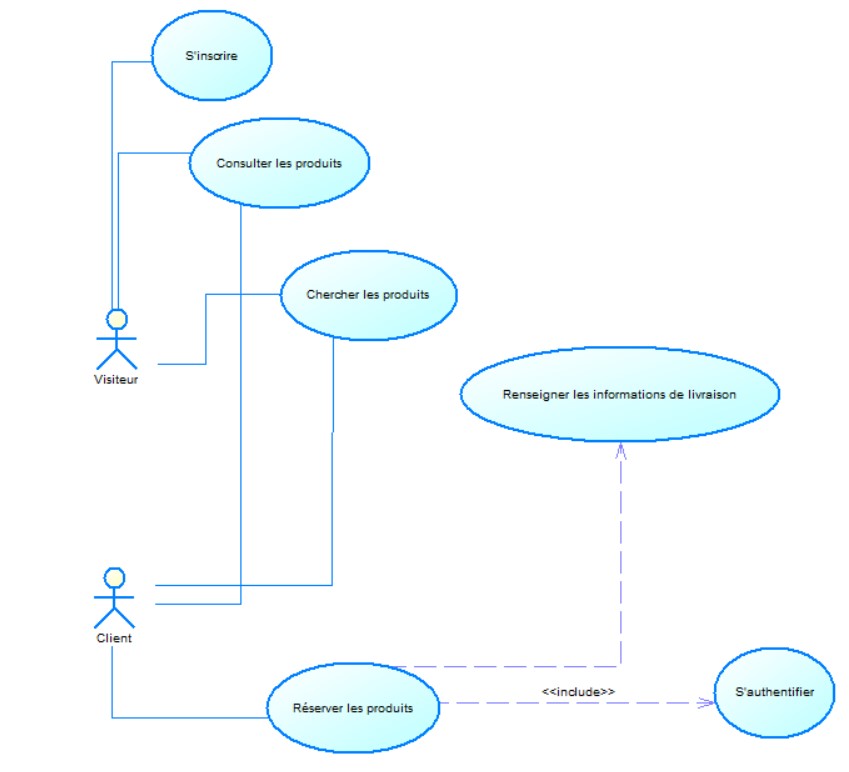 S'inscrire
Consulter les produits
Chercher les produits
Visiteur
Renseigner les informations de livraison
Client
<<include>>
S'authentifier
Réserver les produits